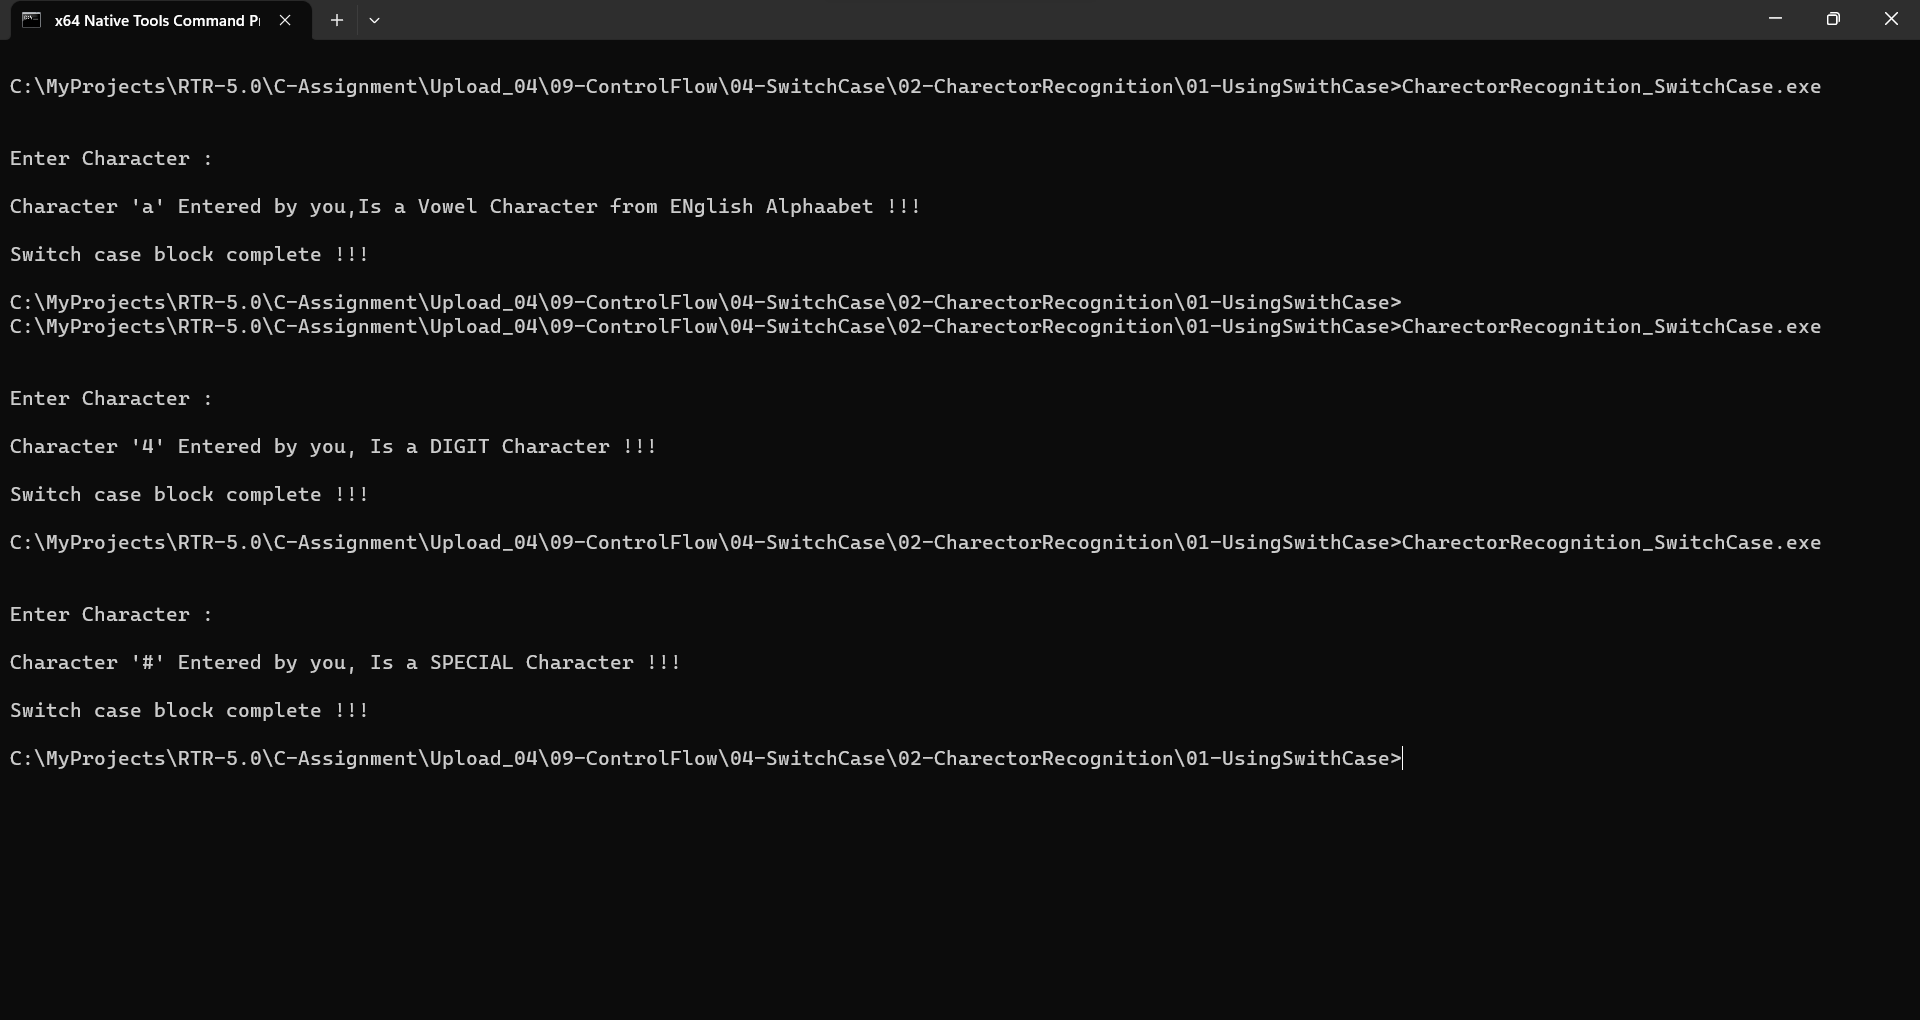 x64 Native Tools Command P
C:\MyProjects\RTR-5.0\C-Assignment\Upload_04\09-ControlFlow\04-SwitchCase\02-CharectorRecognition\01-UsingSwithCase>CharectorRecognition_SwitchCase.exe
Enter Character :
Character 'a' Entered by you,Is a Vowel Character from ENglish Alphaabet !!!
Switch case block complete !!!
C:\MyProjects\RTR-5.0\C-Assignment\Upload_04\09-ControlFlow\04-SwitchCase\02-CharectorRecognition\01-UsingSwithCase>
C:\MyProjects\RTR-5.0\C-Assignment\Upload_04\09-ControlFlow\04-SwitchCase\02-CharectorRecognition\01-UsingSwithCase>CharectorRecognition_SwitchCase.exe
Enter Character :
Character '4' Entered by you, Is a DIGIT Character !!!
Switch case block complete !!!
C:\MyProjects\RTR-5.0\C-Assignment\Upload_04\09-ControlFlow\04-SwitchCase\02-CharectorRecognition\01-UsingSwithCase>CharectorRecognition_SwitchCase.exe
Enter Character :
Character '#' Entered by you, Is a SPECIAL Character !!!
Switch case block complete !!!
C:\MyProjects\RTR-5.0\C-Assignment\Upload_04\09-ControlFlow\04-SwitchCase\02-CharectorRecognition\01-UsingSwithCase>